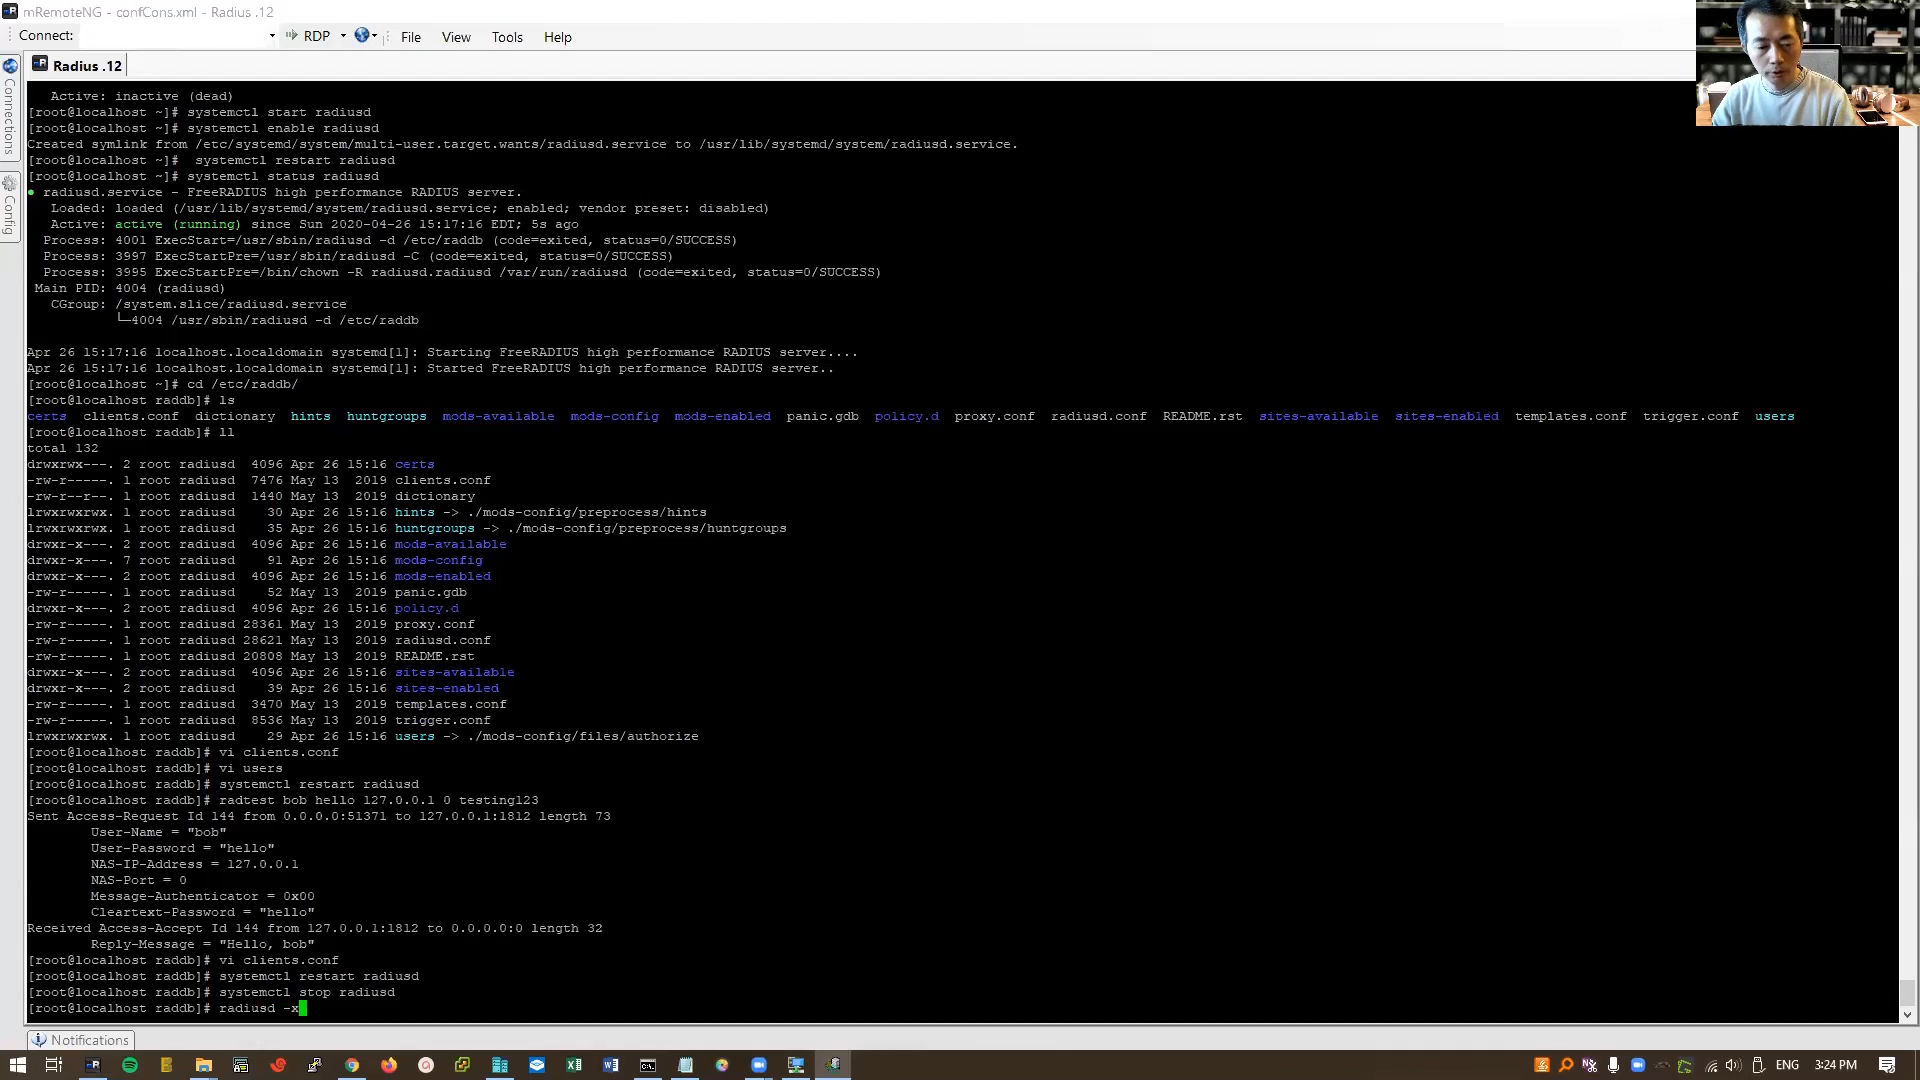 mRemoteNG - confCons.xml - Radius .12
Connect: RDP File View Tools Help
Radius .12
Connections
Config
Active: inactive (dead)
[root@localhost ~]# systemctl start radiusd
[root@localhost ~]# systemctl enable radiusd
Created symlink from /etc/systemd/system/multi-user.target.wants/radiusd.service to /usr/lib/systemd/system/radiusd.service.
[root@localhost ~]#  systemctl restart radiusd
[root@localhost ~]# systemctl status radiusd
● radiusd.service - FreeRADIUS high performance RADIUS server.
Loaded: loaded (/usr/lib/systemd/system/radiusd.service; enabled; vendor preset: disabled)
Active: active (running) since Sun 2020-04-26 15:17:16 EDT; 5s ago
Process: 4001 ExecStart=/usr/sbin/radiusd -d /etc/raddb (code=exited, status=0/SUCCESS)
Process: 3997 ExecStartPre=/usr/sbin/radiusd -C (code=exited, status=0/SUCCESS)
Process: 3995 ExecStartPre=/bin/chown -R radiusd.radiusd /var/run/radiusd (code=exited, status=0/SUCCESS)
Main PID: 4004 (radiusd)
CGroup: /system.slice/radiusd.service
└─4004 /usr/sbin/radiusd -d /etc/raddb
Apr 26 15:17:16 localhost.localdomain systemd[1]: Starting FreeRADIUS high performance RADIUS server....
Apr 26 15:17:16 localhost.localdomain systemd[1]: Started FreeRADIUS high performance RADIUS server..
[root@localhost ~]# cd /etc/raddb/
[root@localhost raddb]# ls
certs clients.conf dictionary hints huntgroups mods-available mods-config mods-enabled panic.gdb policy.d proxy.conf radiusd.conf README.rst sites-available sites-enabled templates.conf trigger.conf users
[root@localhost raddb]# ll
total 132
drwxrwx---. 2 root radiusd  4096 Apr 26 15:16 certs
-rw-r-----. 1 root radiusd  7476 May 13  2019 clients.conf
-rw-r--r--. 1 root radiusd  1440 May 13  2019 dictionary
lrwxrwxrwx. 1 root radiusd    30 Apr 26 15:16 hints -> ./mods-config/preprocess/hints
lrwxrwxrwx. 1 root radiusd    35 Apr 26 15:16 huntgroups -> ./mods-config/preprocess/huntgroups
drwxr-x---. 2 root radiusd  4096 Apr 26 15:16 mods-available
drwxr-x---. 7 root radiusd    91 Apr 26 15:16 mods-config
drwxr-x---. 2 root radiusd  4096 Apr 26 15:16 mods-enabled
-rw-r-----. 1 root radiusd    52 May 13  2019 panic.gdb
drwxr-x---. 2 root radiusd  4096 Apr 26 15:16 policy.d
-rw-r-----. 1 root radiusd 28361 May 13  2019 proxy.conf
-rw-r-----. 1 root radiusd 28621 May 13  2019 radiusd.conf
-rw-r-----. 1 root radiusd 20808 May 13  2019 README.rst
drwxr-x---. 2 root radiusd  4096 Apr 26 15:16 sites-available
drwxr-x---. 2 root radiusd    39 Apr 26 15:16 sites-enabled
-rw-r-----. 1 root radiusd  3470 May 13  2019 templates.conf
-rw-r-----. 1 root radiusd  8536 May 13  2019 trigger.conf
lrwxrwxrwx. 1 root radiusd    29 Apr 26 15:16 users -> ./mods-config/files/authorize
[root@localhost raddb]# vi clients.conf
[root@localhost raddb]# vi users
[root@localhost raddb]# systemctl restart radiusd
[root@localhost raddb]# radtest bob hello 127.0.0.1 0 testing123
Sent Access-Request Id 144 from 0.0.0.0:51371 to 127.0.0.1:1812 length 73
User-Name = "bob"
User-Password = "hello"
NAS-IP-Address = 127.0.0.1
NAS-Port = 0
Message-Authenticator = 0x00
Cleartext-Password = "hello"
Received Access-Accept Id 144 from 127.0.0.1:1812 to 0.0.0.0:0 length 32
Reply-Message = "Hello, bob"
[root@localhost raddb]# vi clients.conf
[root@localhost raddb]# systemctl restart radiusd
[root@localhost raddb]# systemctl stop radiusd
[root@localhost raddb]# radiusd -x
Notifications
ENG 3:24 PM